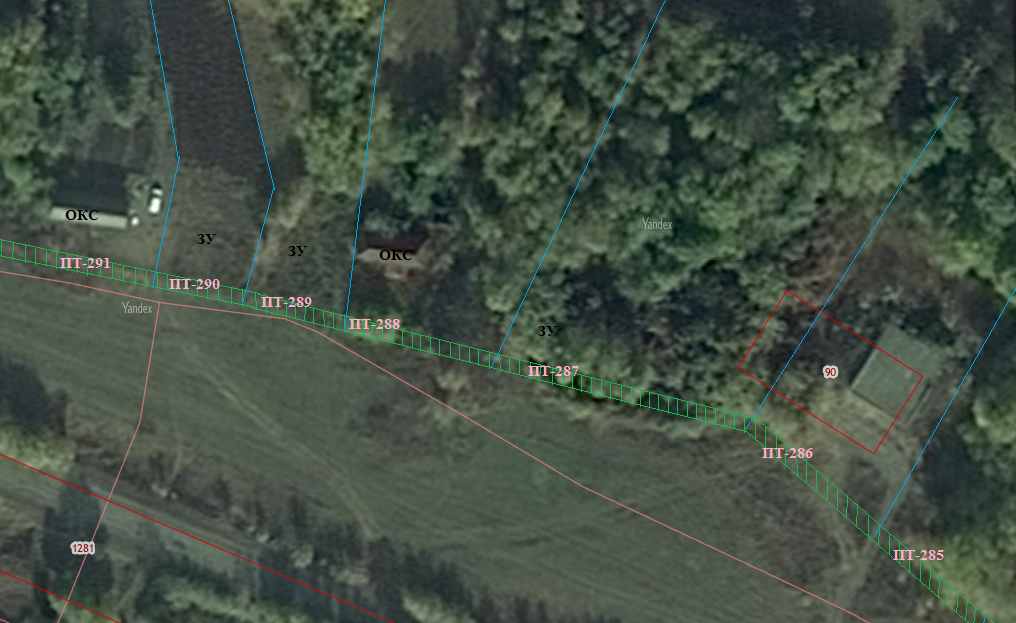 ОКС
ЗУ
ЗУ
ОКС
Yandex
ПТ-291
ПТ-290
ПТ-289
ПТ-288
Yandex
ЗУ
ПТ-287
90
ПТ-286
1281
ПТ-285